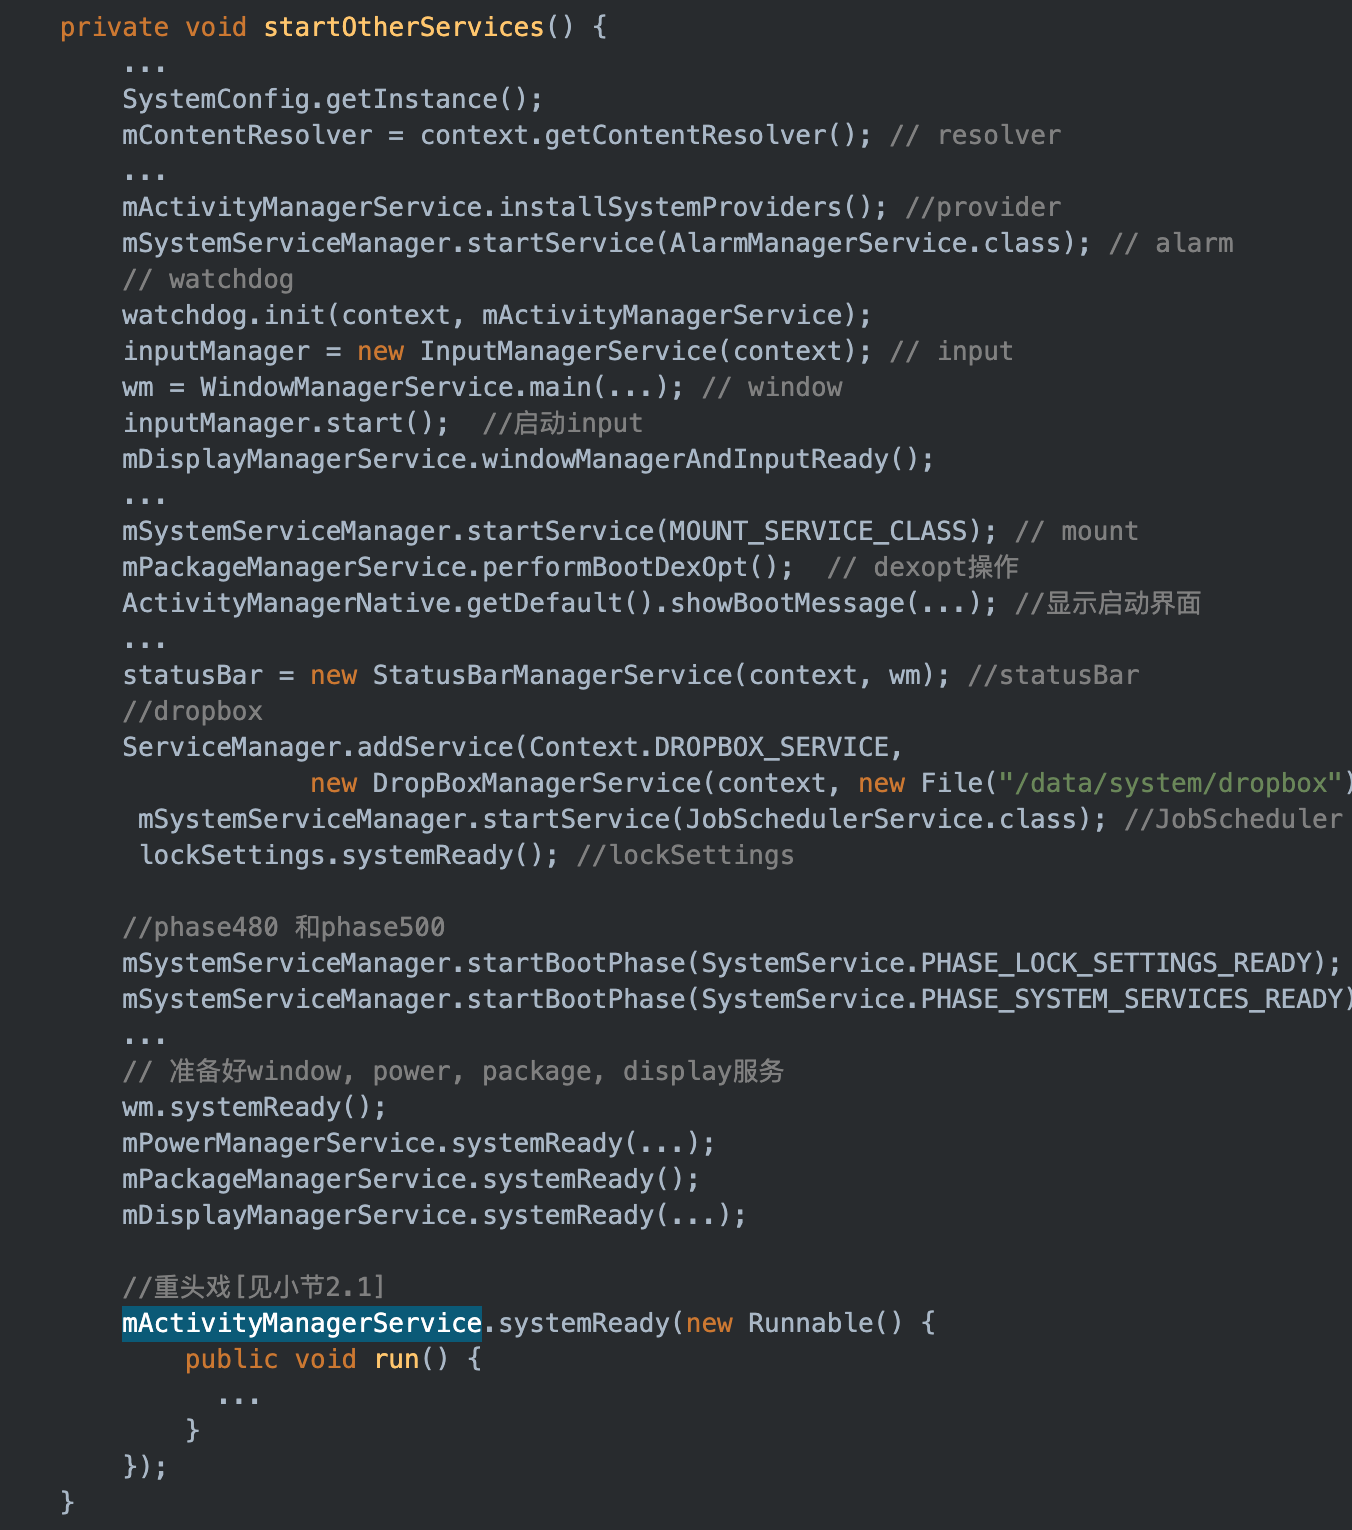 private void startOtherServices() {
...
SystemConfig.getInstance();
mContentResolver = context.getContentResolver(); // resolver
...
mActivityManagerService.installSystemProviders(); //provider
mSystemServiceManager.startService(AlarmManagerService.class); // alarm
// watchdog
watchdog.init(context, mActivityManagerService);
inputManager = new InputManagerService(context); // input
wm = WindowManagerService.main(...); // window
inputManager.start();  //启动input
mDisplayManagerService.windowManagerAndInputReady();
...
mSystemServiceManager.startService(MOUNT_SERVICE_CLASS); // mount
mPackageManagerService.performBootDexOpt();  // dexopt操作
ActivityManagerNative.getDefault().showBootMessage(...); //显示启动界面
...
statusBar = new StatusBarManagerService(context, wm); //statusBar
//dropbox
ServiceManager.addService(Context.DROPBOX_SERVICE,
new DropBoxManagerService(context, new File("/data/system/dropbox")
mSystemServiceManager.startService(JobSchedulerService.class); //JobScheduler
lockSettings.systemReady(); //lockSettings
//phase480 和phase500
mSystemServiceManager.startBootPhase(SystemService.PHASE_LOCK_SETTINGS_READY);
mSystemServiceManager.startBootPhase(SystemService.PHASE_SYSTEM_SERVICES_READY)
...
// 准备好window, power, package, display服务
wm.systemReady();
mPowerManagerService.systemReady(...);
mPackageManagerService.systemReady();
mDisplayManagerService.systemReady(...);
//重头戏[见小节2.1]
mActivityManagerService.systemReady(new Runnable() {
public void run() {
...
}
});
}